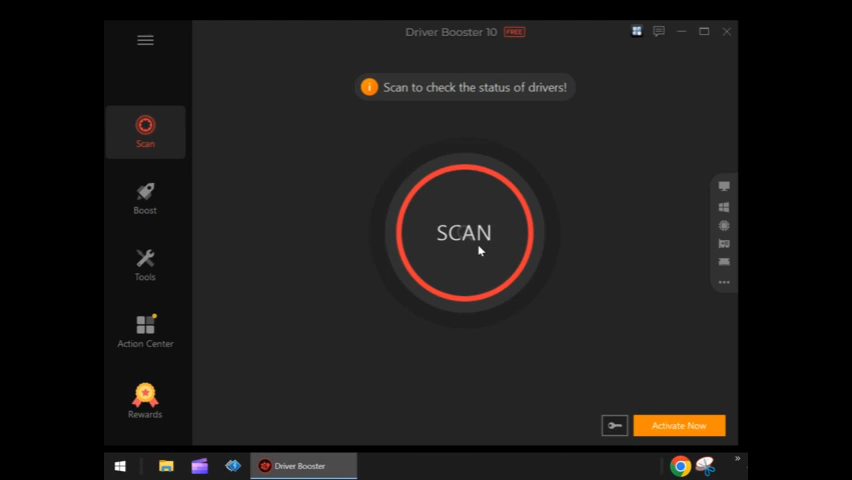 Driver Booster 10 FREE
Scan to check the status of drivers!
Scan
Boost
Tools
Action Center
Rewards
SCAN
Activate Now
Driver Booster